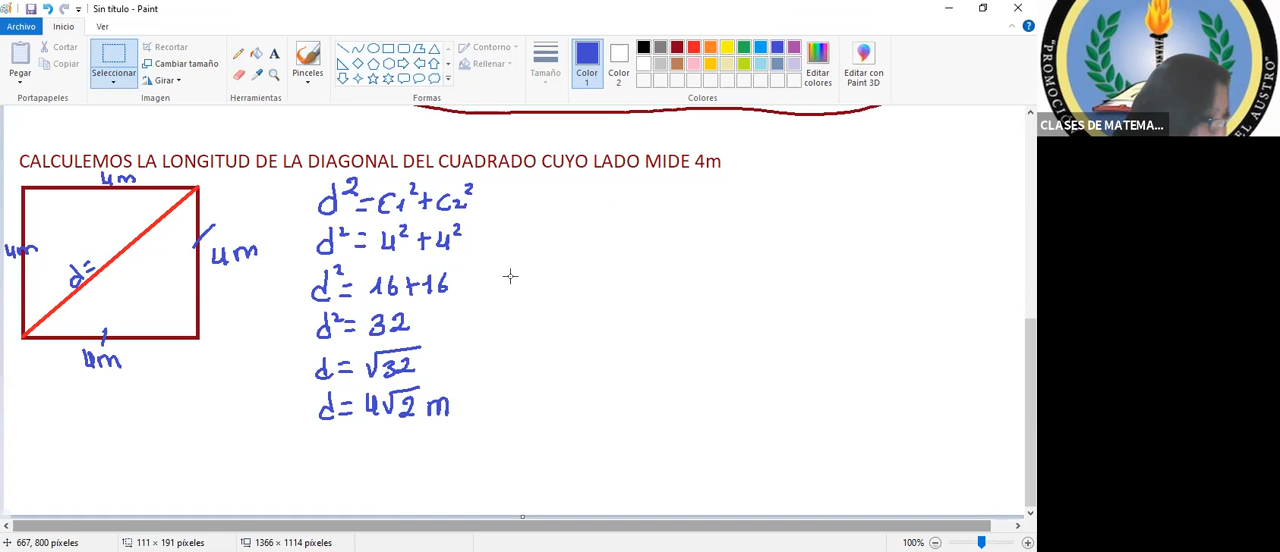 Sin título - Paint
Archivo Inicio Ver
Pegar
Cortar
Copiar
Portapapeles
Seleccionar
Recortar
Cambiar tamaño
Girar
Imagen
Herramientas
Pinceles
Contorno
Rellenar
Formas
Tamaño
Color 1
Color 2
Colores
Editar colores
Editar con Paint 3D
"PROMOCIÓ
EL AUSTRO"
CLASES DE MATEMA...
CALCULEMOS LA LONGITUD DE LA DIAGONAL DEL CUADRADO CUYO LADO MIDE 4m
4m
4m
4m
d=
4m
d² = C1² + C2²
d² = 4² + 4²
d² = 16+16
d² = 32
d = √32
d = 4√2 m
667, 800 píxeles
111 × 191 píxeles
1366 × 1114 píxeles
100%